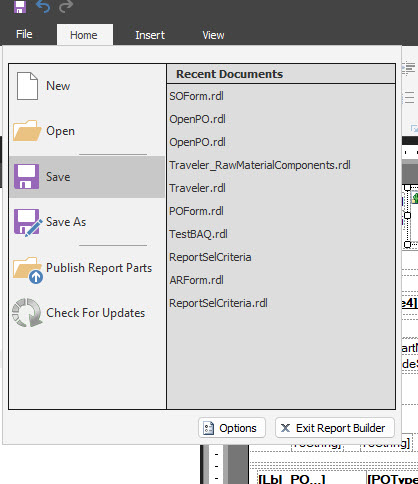 File Home Insert View
New
Open
Save
Save As
Publish Report Parts
Check For Updates
Recent Documents
SOForm.rdl
OpenPO.rdl
OpenPO.rdl
Traveler_RawMaterialComponents.rdl
Traveler.rdl
POForm.rdl
TestBAQ.rdl
ReportSelCriteria
ARForm.rdl
ReportSelCriteria.rdl
Options Exit Report Builder
[Lbl_PO...] [POType